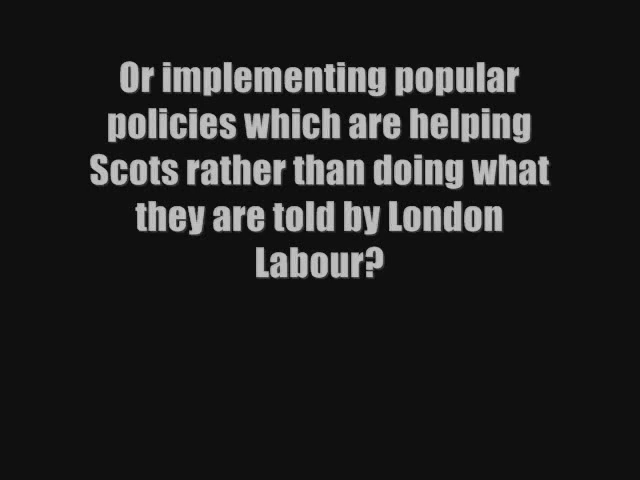 Or implementing popular
policies which are helping
Scots rather than doing what
they are told by London
Labour?